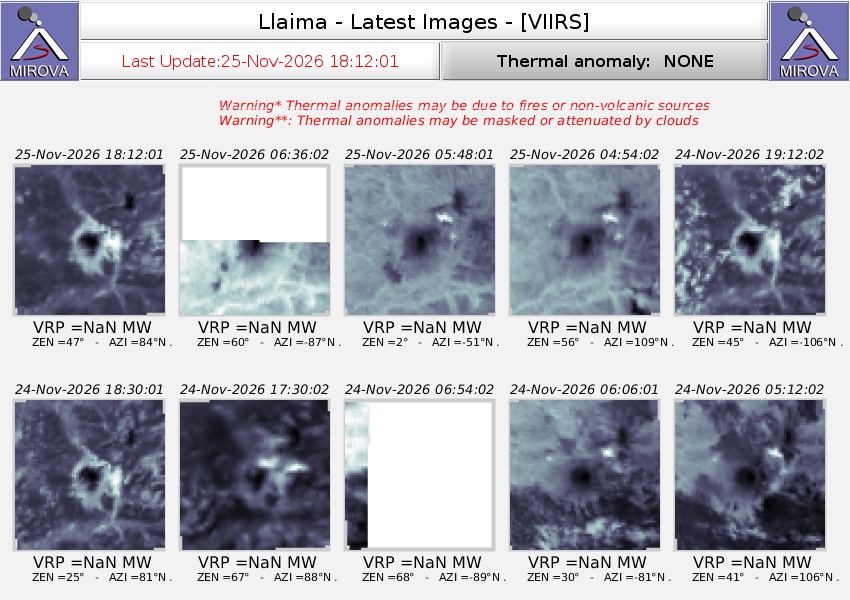 Llaima - Latest Images - [VIIRS]
MIROVA
Last Update:25-Nov-2026 18:12:01
Thermal anomaly: NONE
MIROVA
Warning* Thermal anomalies may be due to fires or non-volcanic sources
Warning**: Thermal anomalies may be masked or attenuated by clouds
25-Nov-2026 18:12:01 25-Nov-2026 06:36:02 25-Nov-2026 05:48:01 25-Nov-2026 04:54:02 24-Nov-2026 19:12:02
VRP =NaN MW VRP =NaN MW VRP =NaN MW VRP =NaN MW VRP =NaN MW
ZEN =47° - AZI =84°N . ZEN =60° - AZI =-87°N . ZEN =2° - AZI =-51°N . ZEN =56° - AZI =109°N . ZEN =45° - AZI =-106°N .
24-Nov-2026 18:30:01 24-Nov-2026 17:30:02 24-Nov-2026 06:54:02 24-Nov-2026 06:06:01 24-Nov-2026 05:12:02
VRP =NaN MW VRP =NaN MW VRP =NaN MW VRP =NaN MW VRP =NaN MW
ZEN =25° - AZI =81°N . ZEN =67° - AZI =88°N . ZEN =68° - AZI =-89°N . ZEN =30° - AZI =-81°N . ZEN =41° - AZI =106°N .